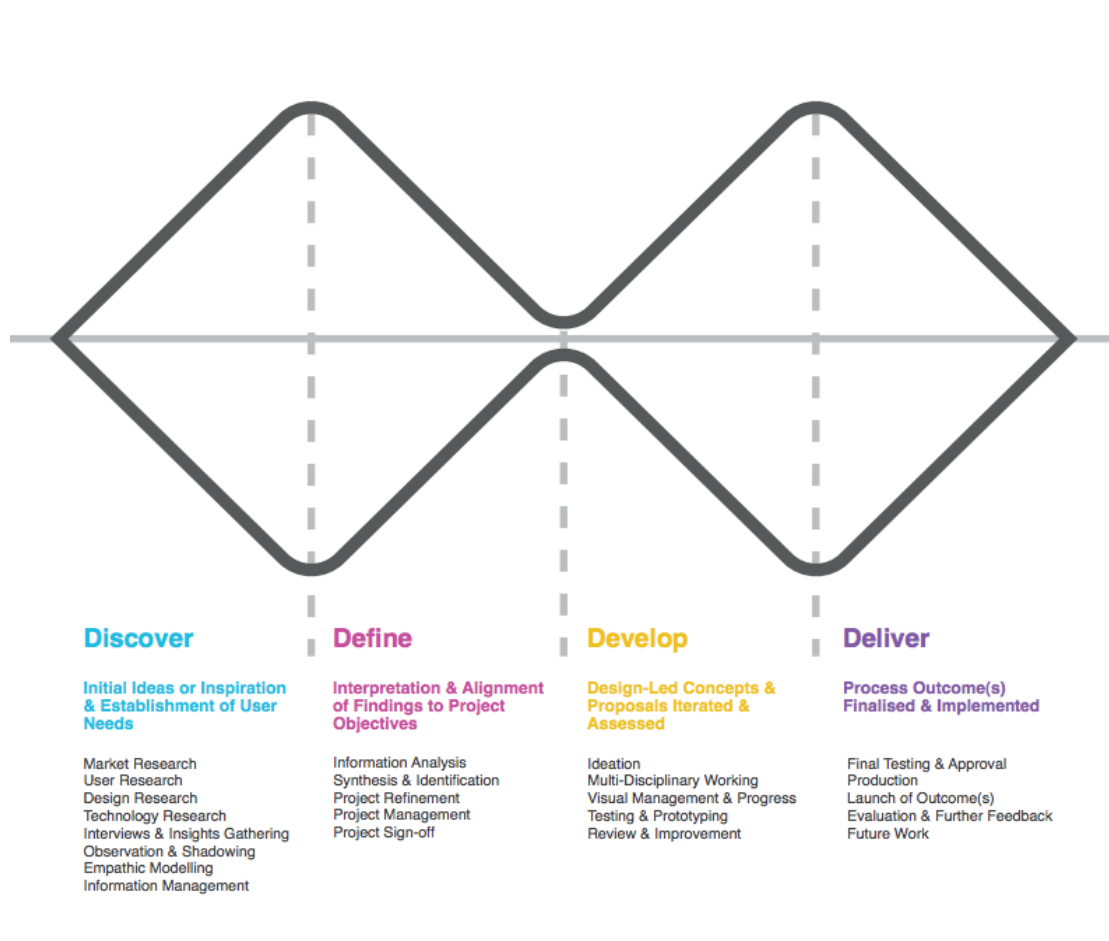 Discover
Initial Ideas or Inspiration
& Establishment of User
Needs
Market Research
User Research
Design Research
Technology Research
Interviews & Insights Gathering
Observation & Shadowing
Empathic Modelling
Information Management
Define
Interpretation & Alignment
of Findings to Project
Objectives
Information Analysis
Synthesis & Identification
Project Refinement
Project Management
Project Sign-off
Develop
Design-Led Concepts &
Proposals Iterated &
Assessed
Ideation
Multi-Disciplinary Working
Visual Management & Progress
Testing & Prototyping
Review & Improvement
Deliver
Process Outcome(s)
Finalised & Implemented
Final Testing & Approval
Production
Launch of Outcome(s)
Evaluation & Further Feedback
Future Work